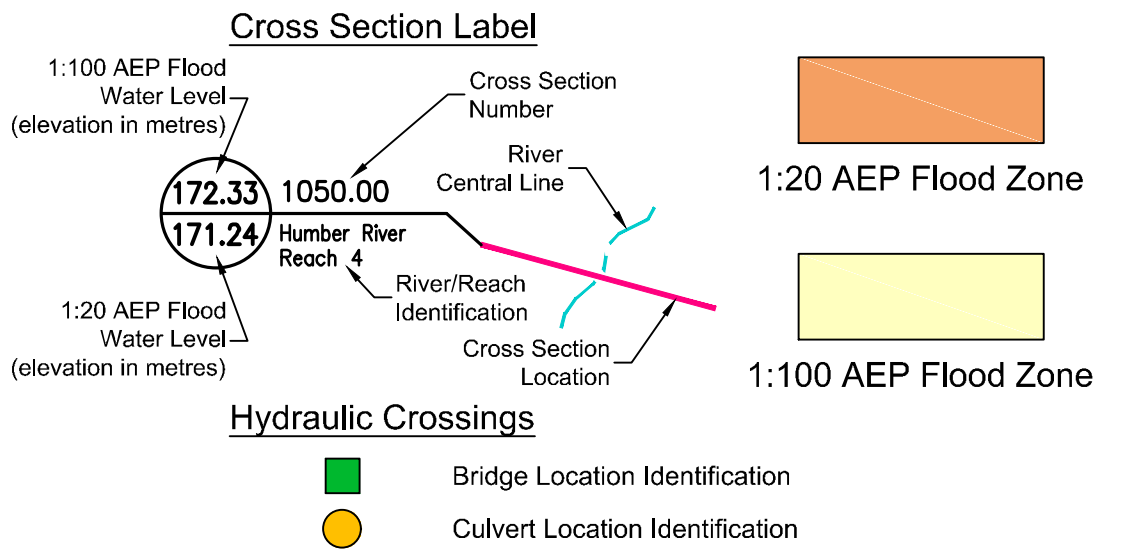 Cross Section Label
1:100 AEP Flood
Water Level
(elevation in metres)
Cross Section
Number
River
Central Line
172.33
1050.00
171.24
Humber River
Reach 4
River/Reach
Identification
1:20 AEP Flood
Water Level
(elevation in metres)
Cross Section
Location
1:20 AEP Flood Zone
1:100 AEP Flood Zone
Hydraulic Crossings
Bridge Location Identification
Culvert Location Identification